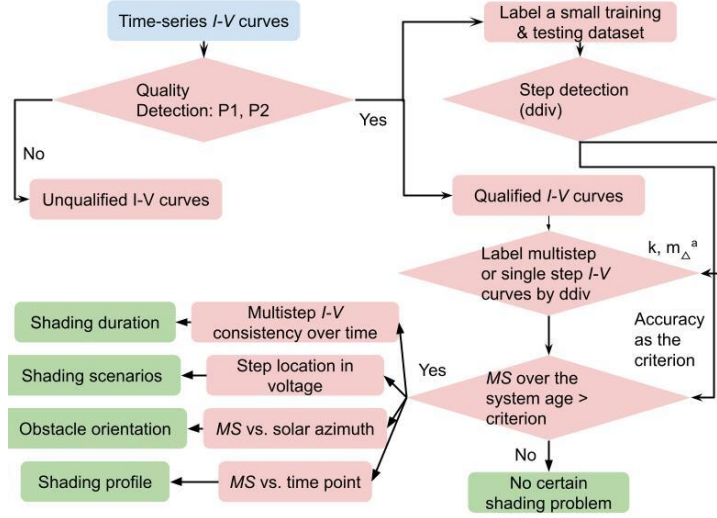 Time-series I-V curves
Label a small training
& testing dataset
Quality
Detection: P1, P2
Step detection
(ddiv)
Yes
No
Unqualified I-V curves
Qualified I-V curves
Label multistep
or single step I-V
curves by ddiv
k, m△ᵃ
Accuracy
as the
criterion
Multistep I-V
consistency over time
Shading duration
Step location in
voltage
Shading scenarios
Yes
MS over the
system age >
criterion
MS vs. solar azimuth
Obstacle orientation
MS vs. time point
Shading profile
No
No certain
shading problem